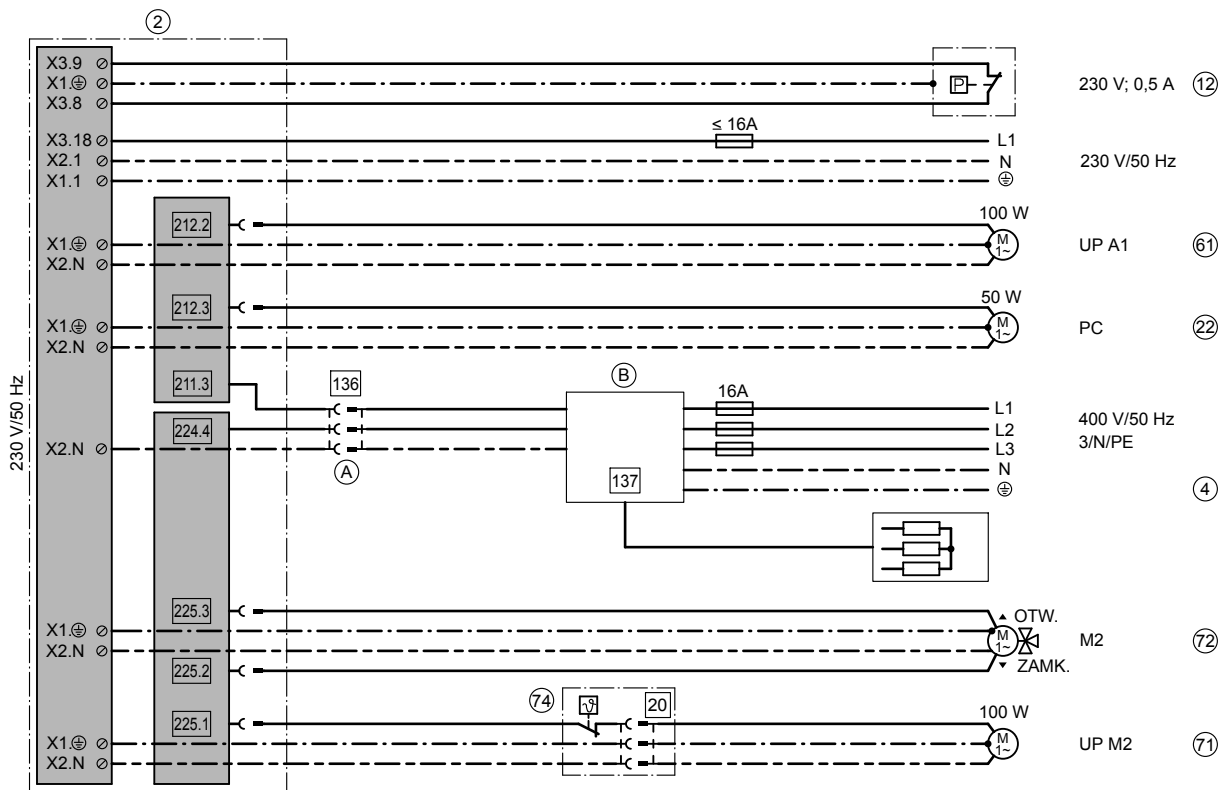 2
X3.9
X1.⏚
X3.8
P
230 V; 0,5 A 12
≤ 16A
X3.18
L1
X2.1
N
230 V/50 Hz
X1.1
⏚
212.2
100 W
X1.⏚
M
1~
UP A1 61
X2.N
212.3
50 W
X1.⏚
M
1~
PC 22
X2.N
230 V/50 Hz
211.3
136
B
16A
L1
400 V/50 Hz
224.4
L2
3/N/PE
X2.N
L3
A
137
N
⏚
4
225.3
OTW.
X1.⏚
M
1~
M2 72
X2.N
225.2
ZAMK.
74
ϑ
20
225.1
100 W
X1.⏚
M
1~
UP M2 71
X2.N